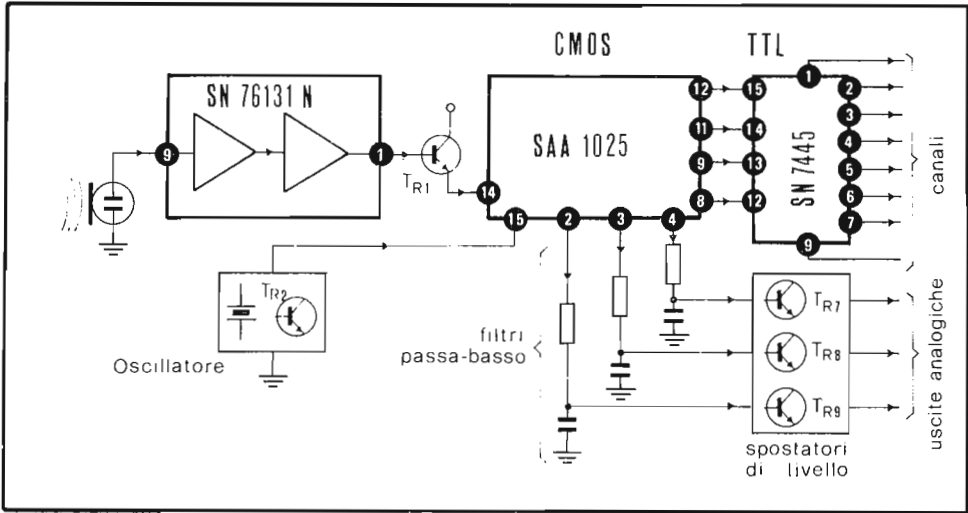 CMOS
TTL
SN 76131 N
9
1
TR1
SAA 1025
12
11
9
8
14
15
2
3
4
SN 7445
15
14
13
12
1
2
3
4
5
6
7
9
canali
TR2
Oscillatore
filtri
passa-basso
TR7
TR8
TR9
spostatori
di livello
uscite analogiche